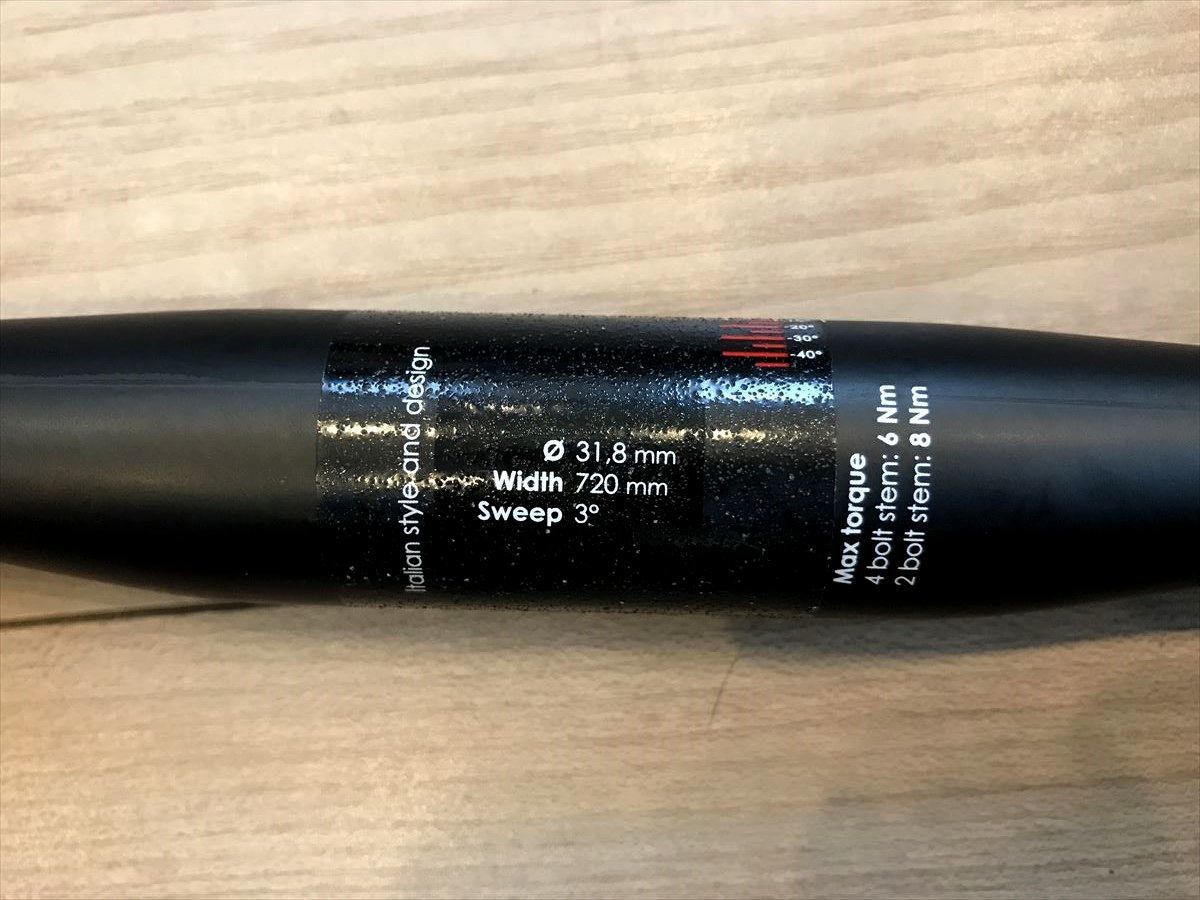 Italian style and design
Ø 31,8 mm
Width 720 mm
Sweep 3°
-20°
-30°
-40°
Max torque
4 bolt stem: 6 Nm
2 bolt stem: 8 Nm